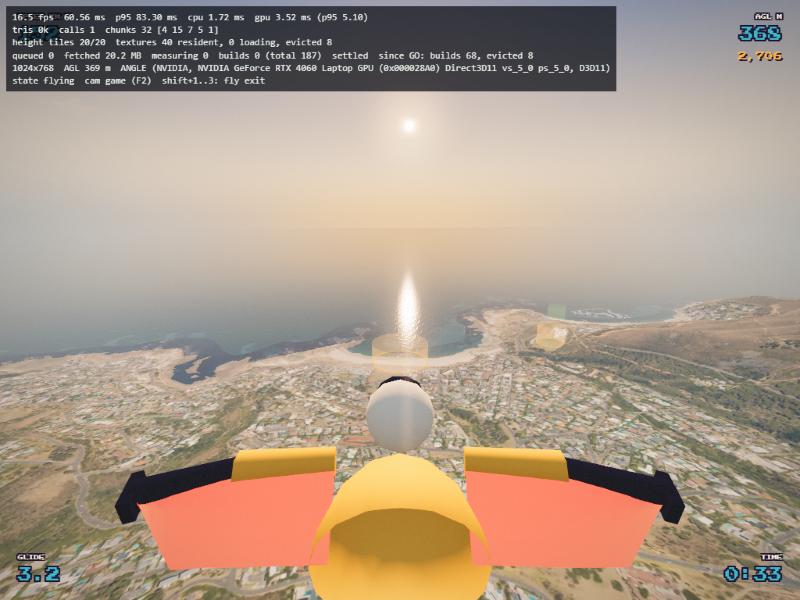 16.5 fps  60.56 ms  p95 83.30 ms  cpu 1.72 ms  gpu 3.52 ms (p95 5.10)
tris 0k  calls 1  chunks 32 [4 15 7 5 1]
height tiles 20/20  textures 40 resident, 0 loading, evicted 8
queued 0  fetched 20.2 MB  measuring 0  builds 0 (total 187)  settled  since GO: builds 68, evicted 8
1024x768  AGL 369 m  ANGLE (NVIDIA, NVIDIA GeForce RTX 4060 Laptop GPU (0x000028A0) Direct3D11 vs_5_0 ps_5_0, D3D11)
state flying  cam game (F2)  shift+1..3: fly exit
AGL M
368
2,706
GLIDE
3.2
TIME
0:33